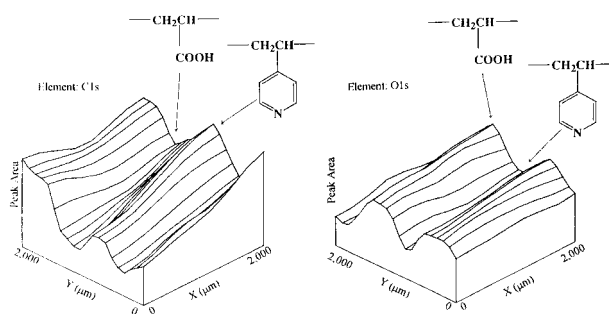 —CH₂CH—
COOH
—CH₂CH—
N
Element: C1s
Peak Area
2,000
Y (μm)
0
0
X (μm)
2,000
—CH₂CH—
COOH
—CH₂CH—
N
Element: O1s
Peak Area
2,000
Y (μm)
0
0
X (μm)
2,000